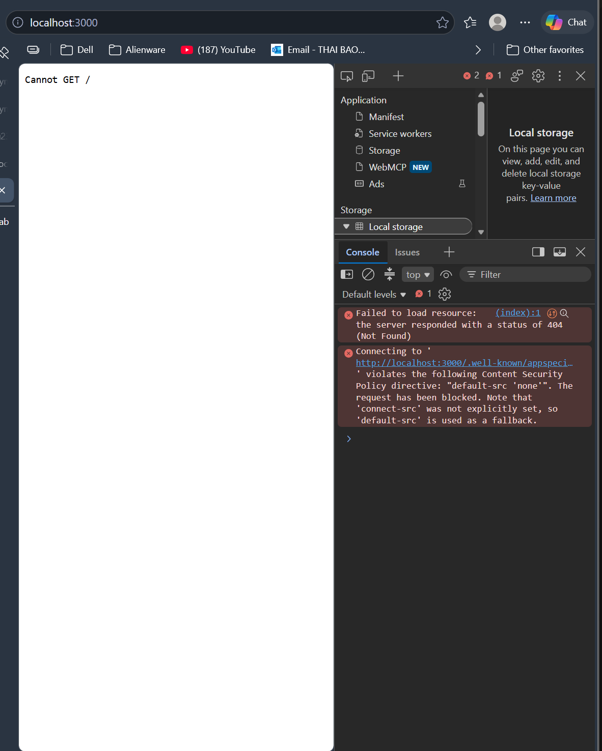 localhost:3000
Chat
Dell
Alienware
(187) YouTube
Email - THAI BAO...
Other favorites
Cannot GET /
2
1
Application
Manifest
Service workers
Storage
WebMCP NEW
Ads
Storage
Local storage
Local storage
On this page you can
view, add, edit, and
delete local storage
key-value
pairs. Learn more
Console
Issues
top
Filter
Default levels
1
Failed to load resource: (index):1
the server responded with a status of 404
(Not Found)
Connecting to '
http://localhost:3000/.well-known/appspeci…
' violates the following Content Security
Policy directive: "default-src 'none'". The
request has been blocked. Note that
'connect-src' was not explicitly set, so
'default-src' is used as a fallback.
ab